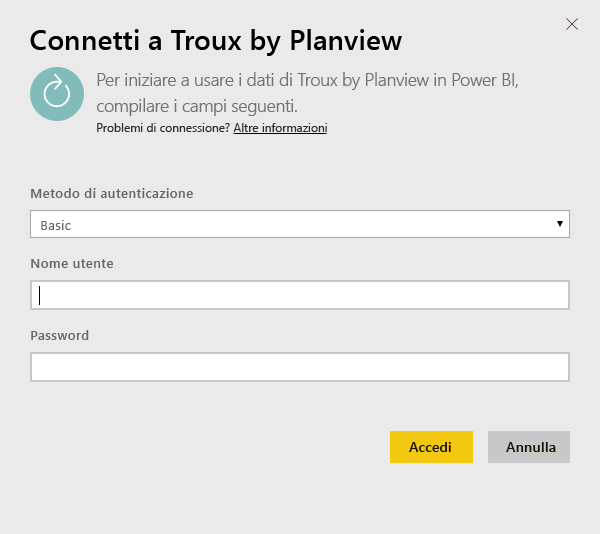 Connetti a Troux by Planview
Per iniziare a usare i dati di Troux by Planview in Power BI,
compilare i campi seguenti.
Problemi di connessione? Altre informazioni
Metodo di autenticazione
Basic
Nome utente
Password
Accedi
Annulla